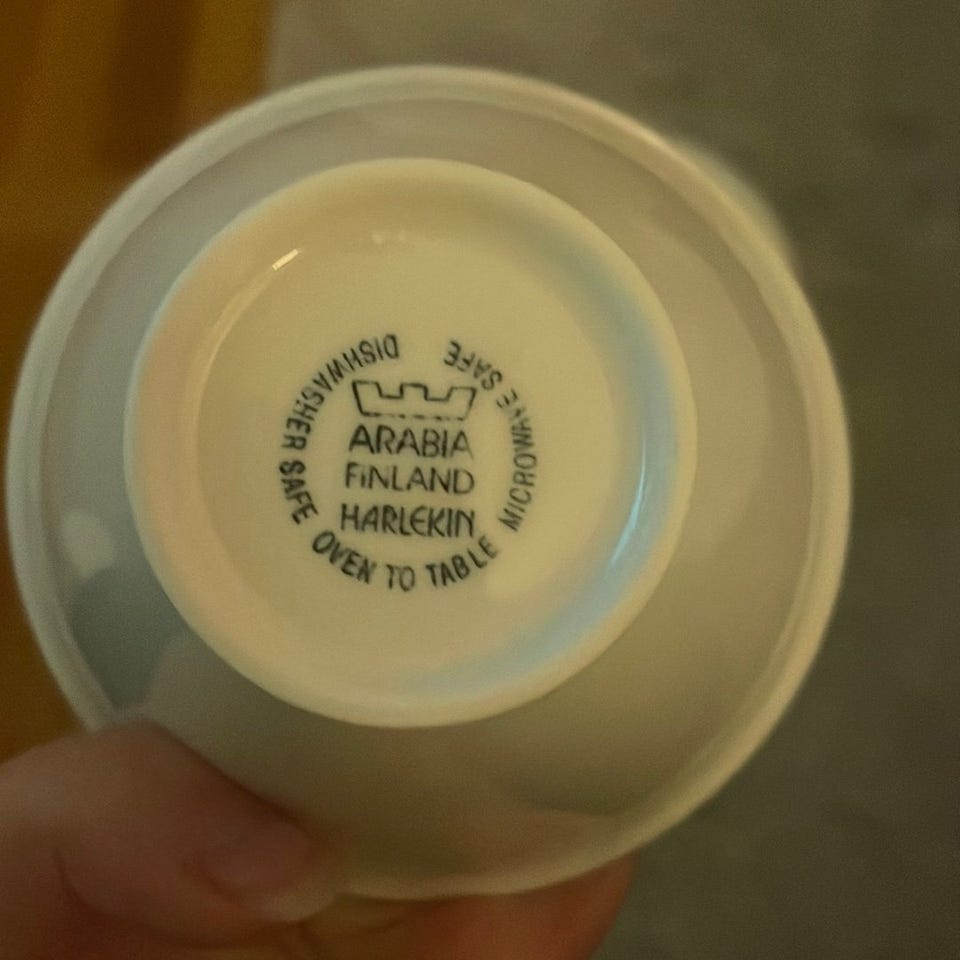 ARABIA
FINLAND
HARLEKIN
DISHWASHER SAFE OVEN TO TABLE MICROWAVE SAFE